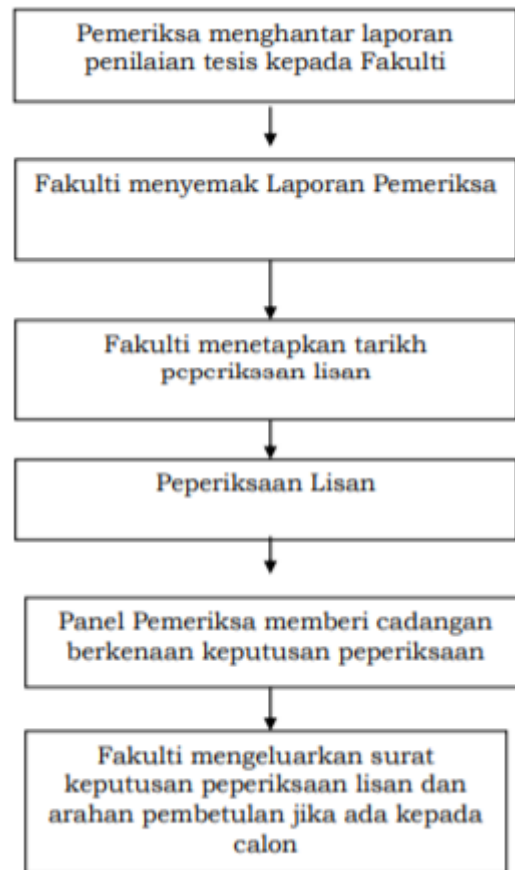 Pemeriksa menghantar laporan
penilaian tesis kepada Fakulti
Fakulti menyemak Laporan Pemeriksa
Fakulti menetapkan tarikh
peperiksaan lisan
Peperiksaan Lisan
Panel Pemeriksa memberi cadangan
berkenaan keputusan peperiksaan
Fakulti mengeluarkan surat
keputusan peperiksaan lisan dan
arahan pembetulan jika ada kepada
calon